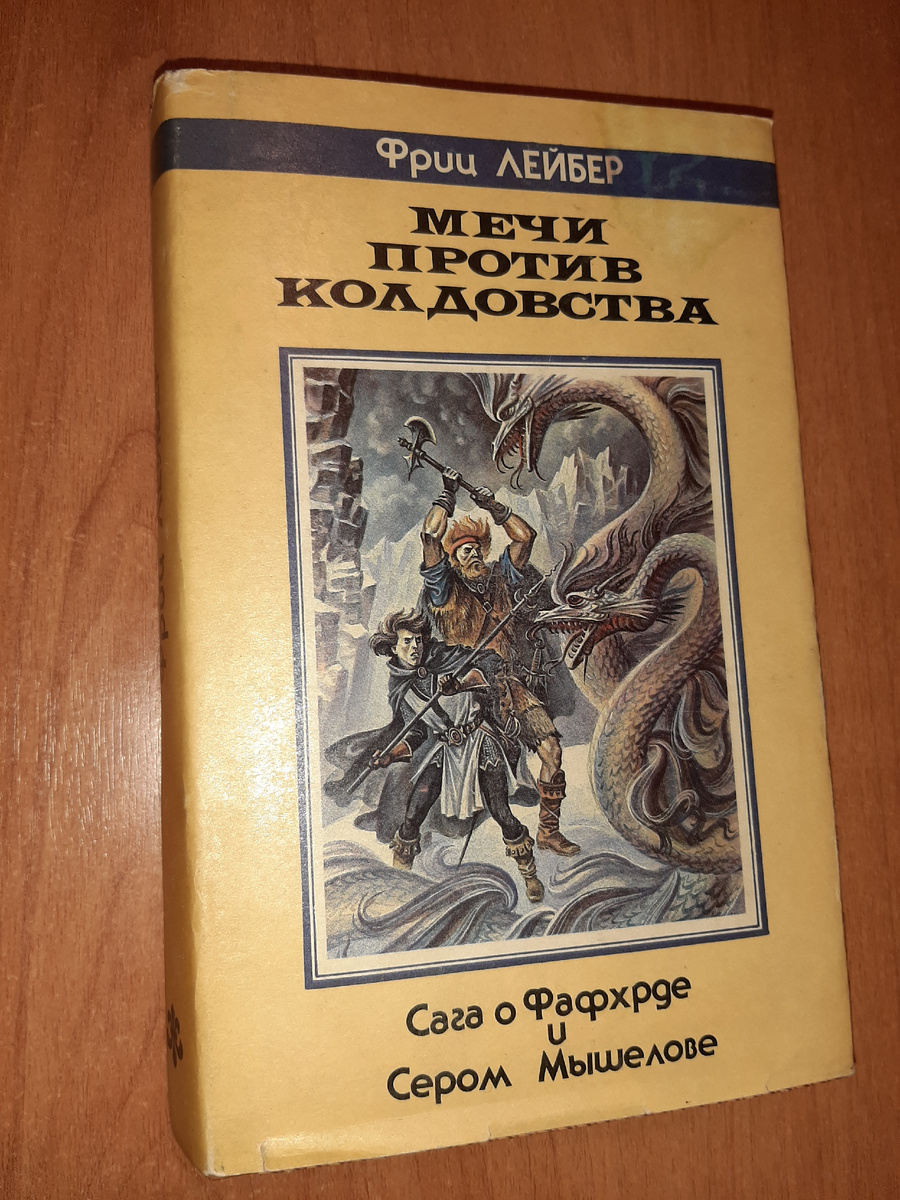 Фриц ЛЕЙБЕР
МЕЧИ
ПРОТИВ
КОЛДОВСТВА
Сага о Фафхрде
и
Сером Мышелове